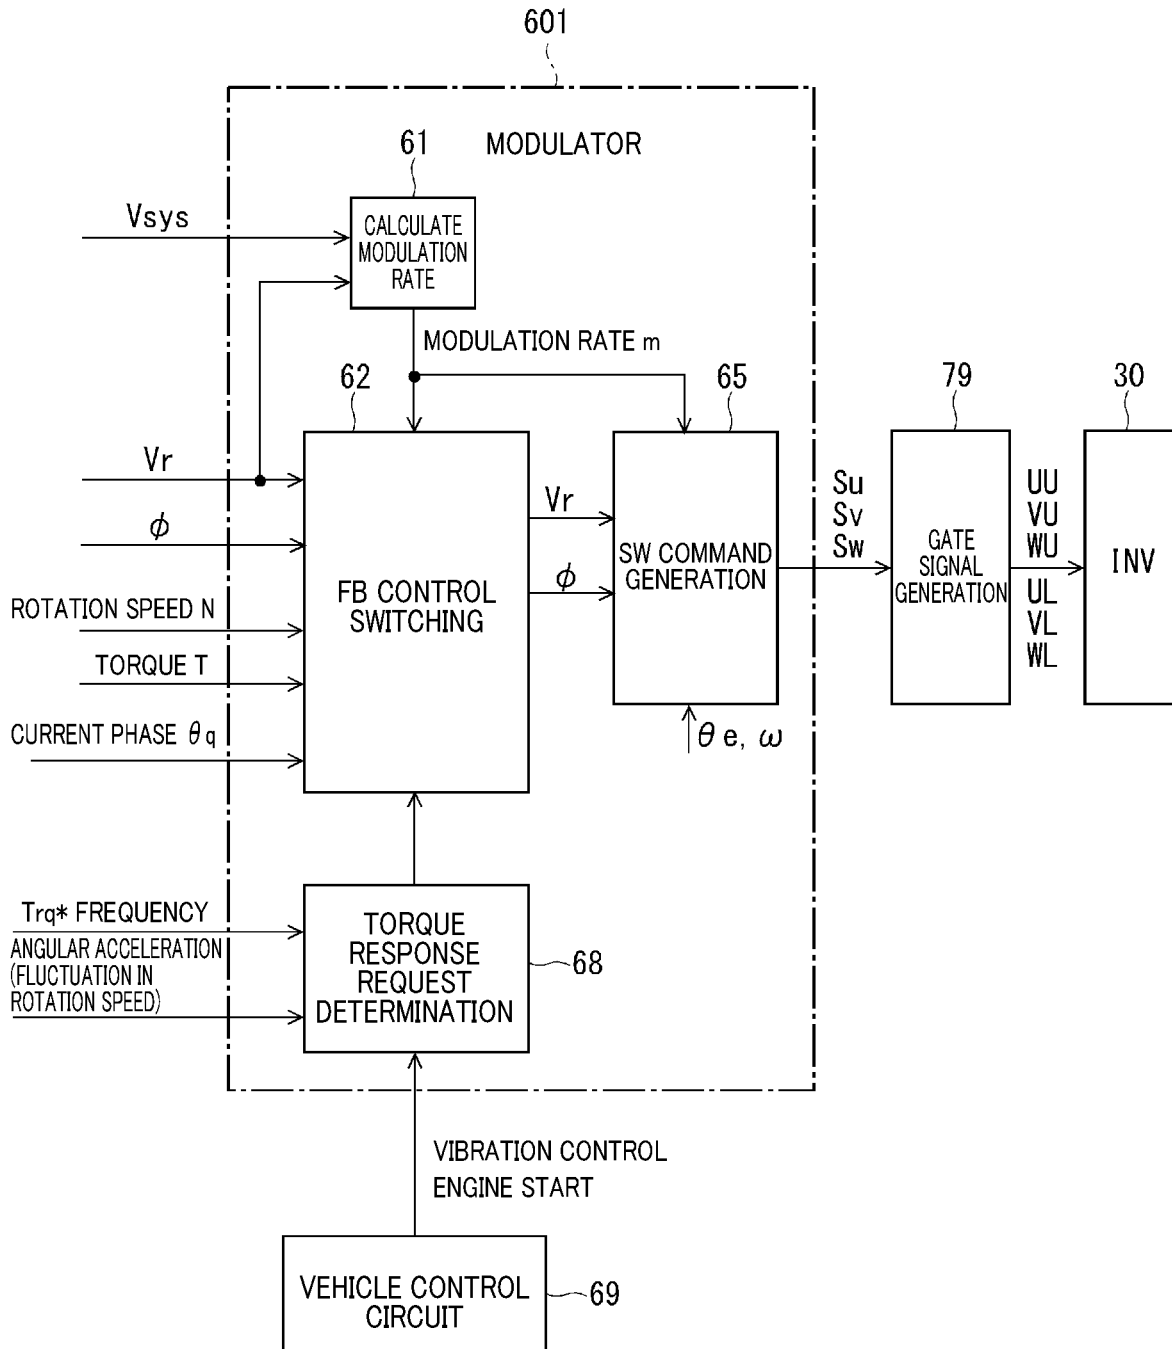 601
61
MODULATOR
Vsys
CALCULATE
MODULATION
RATE
MODULATION RATE m
62
65
79
30
Vr
ϕ
ROTATION SPEED N
TORQUE T
CURRENT PHASE θq
FB CONTROL
SWITCHING
Vr
ϕ
SW COMMAND
GENERATION
θe, ω
Su
Sv
Sw
GATE
SIGNAL
GENERATION
UU
VU
WU
UL
VL
WL
INV
Trq* FREQUENCY
ANGULAR ACCELERATION
(FLUCTUATION IN
ROTATION SPEED)
TORQUE
RESPONSE
REQUEST
DETERMINATION
68
VIBRATION CONTROL
ENGINE START
VEHICLE CONTROL
CIRCUIT
69